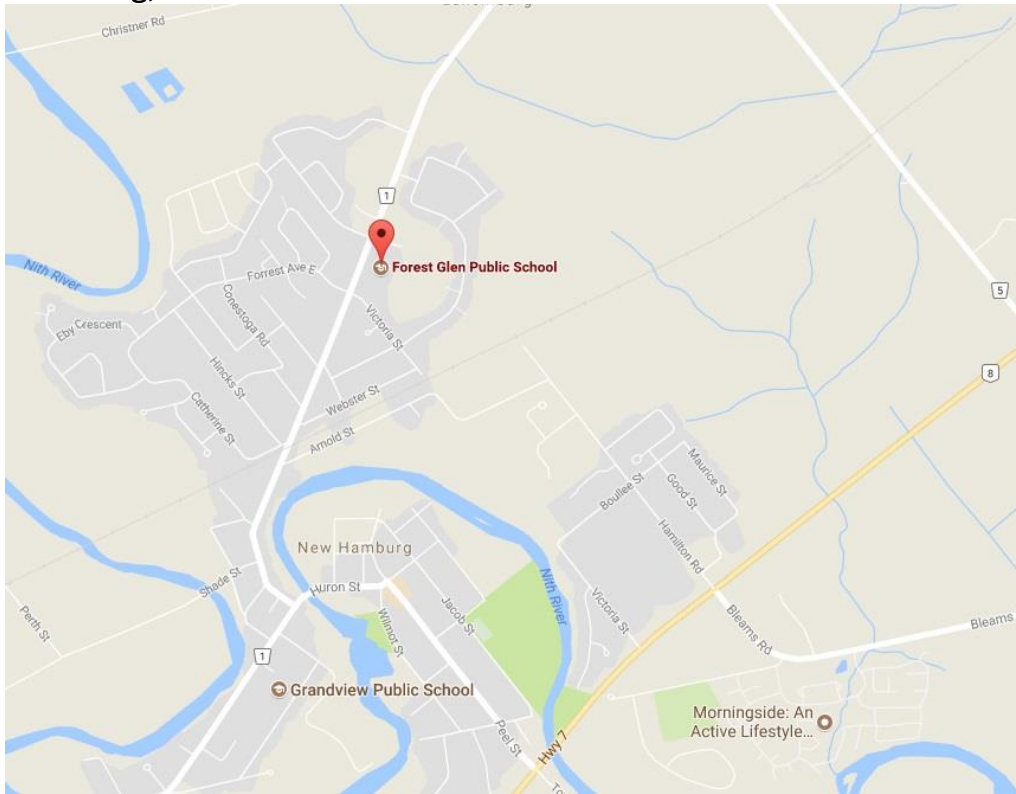 Christner Rd
1
Forest Glen Public School
Nith River
Forrest Ave E
5
Eby Crescent
Conestoga Rd
Victoria St
8
Hincks St
Webster St
Catherine St
Arnold St
Maurice St
Boullee St
Good St
Hamilton Rd
New Hamburg
Shade St
Huron St
Nith River
Perth St
Wilmot St
Jacob St
Victoria St
Blearns Rd
Blearns
1
Grandview Public School
Morningside: An
Active Lifestyle...
Peel St
Hwy 7